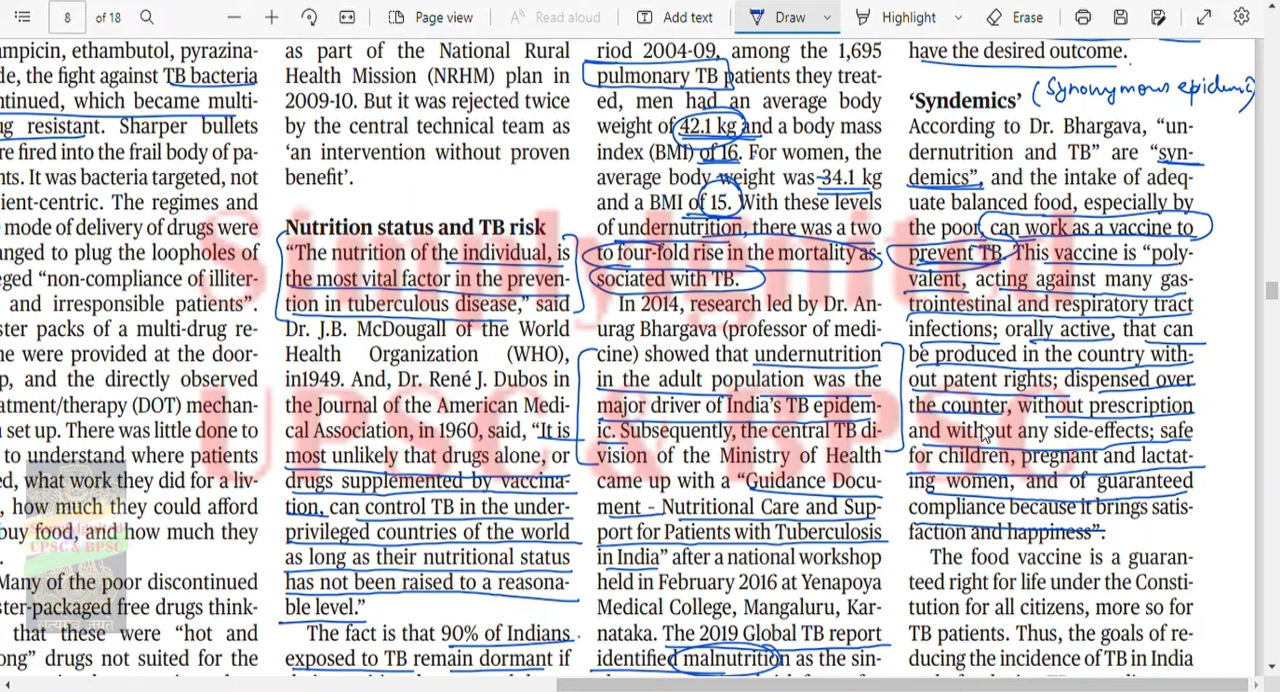 8
of 18
Page view
Read aloud
Add text
Draw
Highlight
Erase
ampicin, ethambutol, pyrazina-
de, the fight against TB bacteria
ntinued, which became multi-
ug resistant. Sharper bullets
re fired into the frail body of pa-
nts. It was bacteria targeted, not
ient-centric. The regimes and
mode of delivery of drugs were
anged to plug the loopholes of
eged “non-compliance of illiter-
and irresponsible patients”.
ster packs of a multi-drug re-
ne were provided at the door-
p, and the directly observed
atment/therapy (DOT) mechan-
set up. There was little done to
to understand where patients
ed, what work they did for a liv-
, how much they could afford
buy food, and how much they
.
Many of the poor discontinued
ster-packaged free drugs think-
that these were “hot and
ong” drugs not suited for the
as part of the National Rural
Health Mission (NRHM) plan in
2009-10. But it was rejected twice
by the central technical team as
‘an intervention without proven
benefit’.
Nutrition status and TB risk
“The nutrition of the individual, is
the most vital factor in the preven-
tion in tuberculous disease,” said
Dr. J.B. McDougall of the World
Health Organization (WHO),
in1949. And, Dr. René J. Dubos in
the Journal of the American Medi-
cal Association, in 1960, said, “It is
most unlikely that drugs alone, or
drugs supplemented by vaccina-
tion, can control TB in the under-
privileged countries of the world
as long as their nutritional status
has not been raised to a reasona-
ble level.”
The fact is that 90% of Indians
exposed to TB remain dormant if
riod 2004-09, among the 1,695
pulmonary TB patients they treat-
ed, men had an average body
weight of 42.1 kg and a body mass
index (BMI) of 16. For women, the
average body weight was 34.1 kg
and a BMI of 15. With these levels
of undernutrition, there was a two
to four-fold rise in the mortality as-
sociated with TB.
In 2014, research led by Dr. An-
urag Bhargava (professor of medi-
cine) showed that undernutrition
in the adult population was the
major driver of India’s TB epidem-
ic. Subsequently, the central TB di-
vision of the Ministry of Health
came up with a “Guidance Docu-
ment - Nutritional Care and Sup-
port for Patients with Tuberculosis
in India” after a national workshop
held in February 2016 at Yenapoya
Medical College, Mangaluru, Kar-
nataka. The 2019 Global TB report
identified malnutrition as the sin-
have the desired outcome.
‘Syndemics’ (Synonymous epidemic)
According to Dr. Bhargava, “un-
dernutrition and TB” are “syn-
demics”, and the intake of adeq-
uate balanced food, especially by
the poor, can work as a vaccine to
prevent TB. This vaccine is “poly-
valent, acting against many gas-
trointestinal and respiratory tract
infections; orally active, that can
be produced in the country with-
out patent rights; dispensed over
the counter, without prescription
and without any side-effects; safe
for children, pregnant and lactat-
ing women, and of guaranteed
compliance because it brings satis-
faction and happiness”.
The food vaccine is a guaran-
teed right for life under the Consti-
tution for all citizens, more so for
TB patients. Thus, the goals of re-
ducing the incidence of TB in India
Simply Limited
UPSC & BPSC
UPSC & BPSC
सत्यमेव जयते